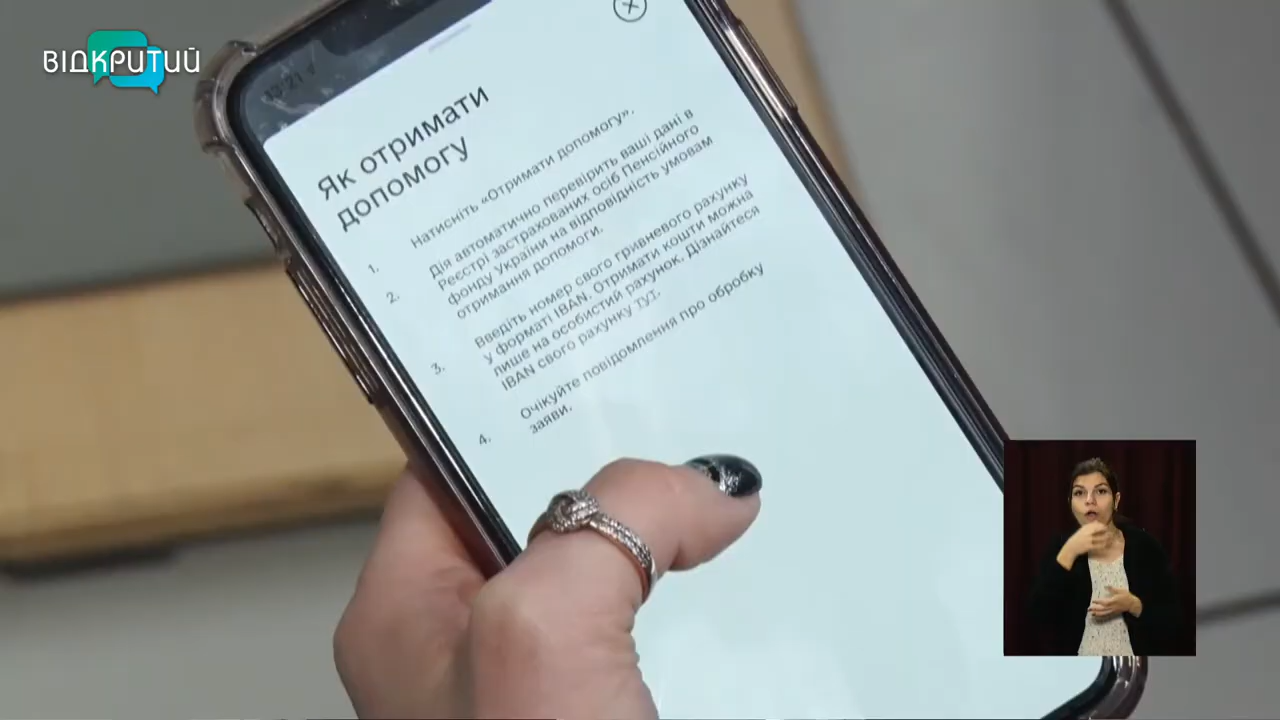 ВІДКРИТИЙ
Як отримати
допомогу
1. Натисніть «Отримати допомогу».
2. Дія автоматично перевірить ваші дані в
Реєстрі застрахованих осіб Пенсійного
фонду України на відповідність умовам
отримання допомоги.
3. Введіть номер свого гривневого рахунку
у форматі IBAN. Отримати кошти можна
лише на особистий рахунок. Дізнайтеся
IBAN свого рахунку тут.
4. Очікуйте повідомлення про обробку
заяви.